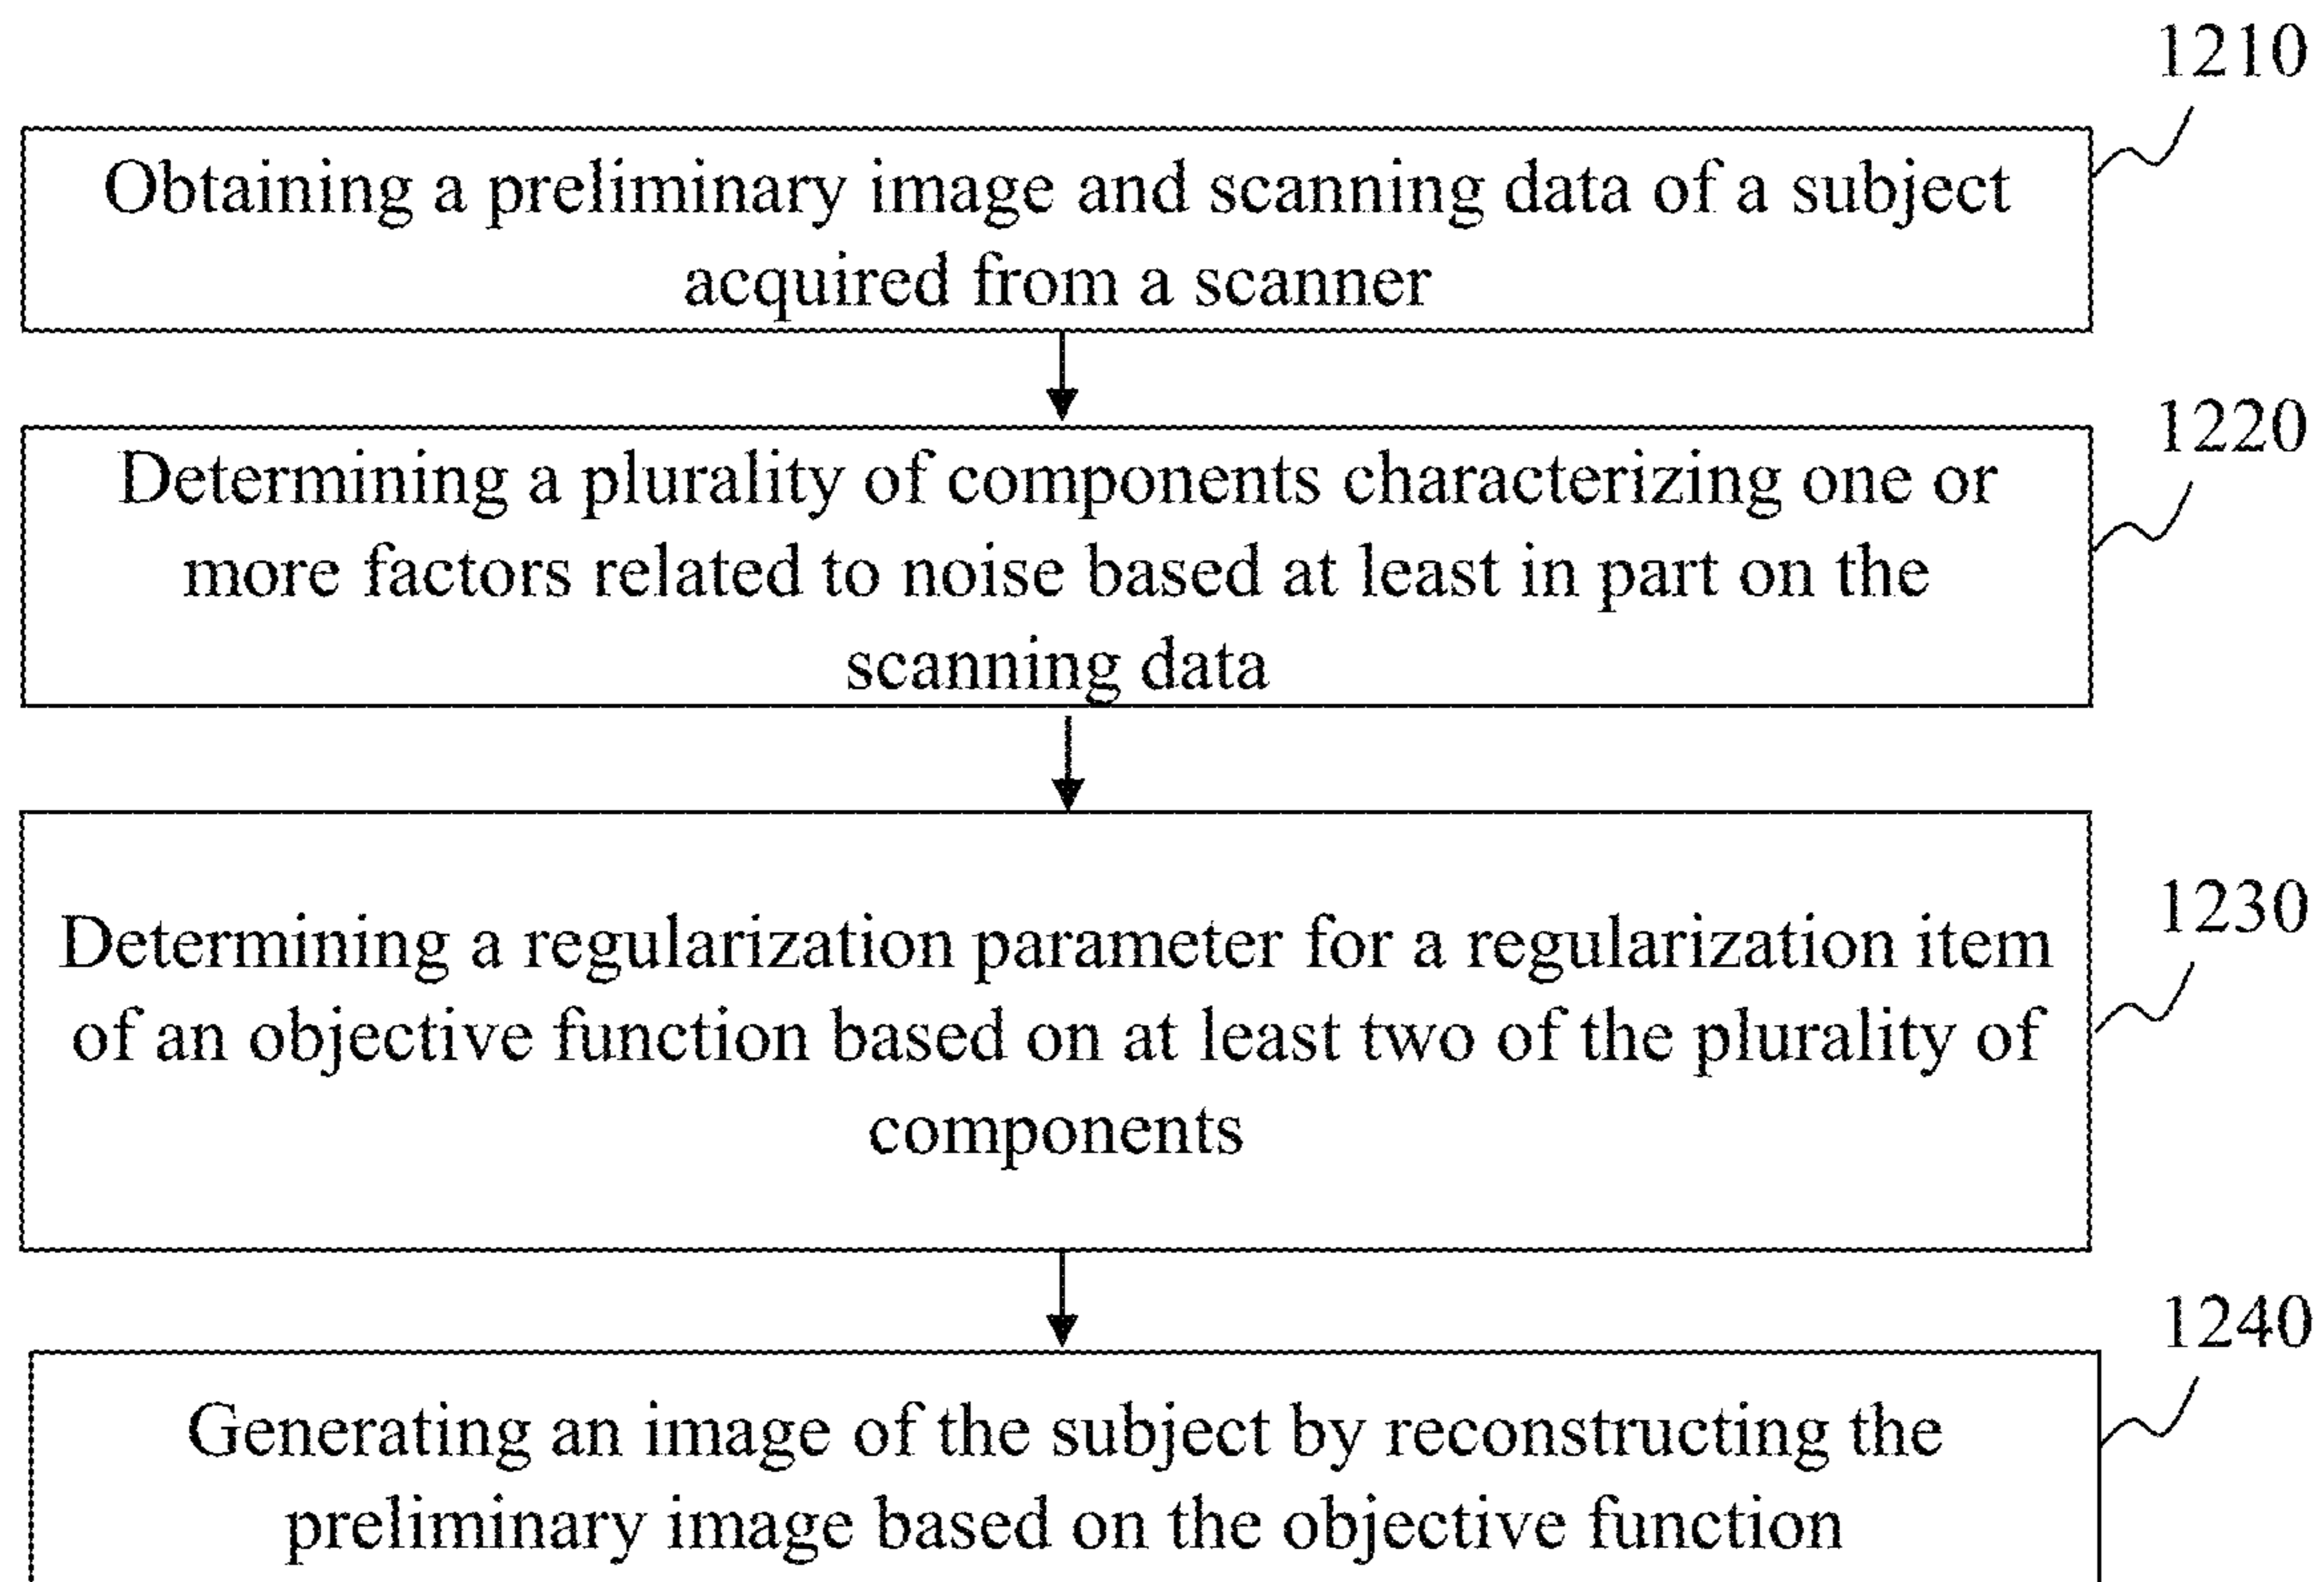 1210
Obtaining a preliminary image and scanning data of a subject
acquired from a scanner
1220
Determining a plurality of components characterizing one or
more factors related to noise based at least in part on the
scanning data
1230
Determining a regularization parameter for a regularization item
of an objective function based on at least two of the plurality of
components
1240
Generating an image of the subject by reconstructing the
preliminary image based on the objective function